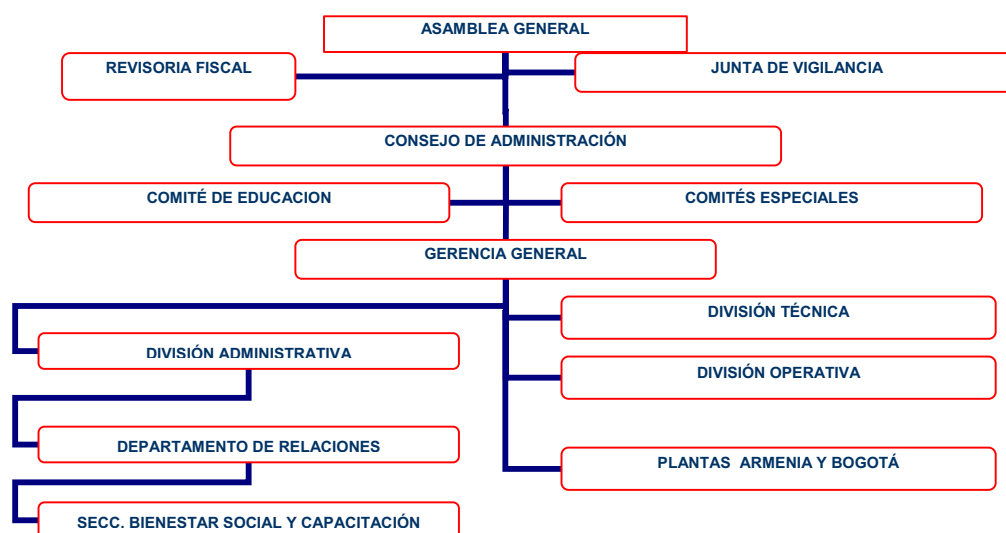 ASAMBLEA GENERAL
REVISORIA FISCAL
JUNTA DE VIGILANCIA
CONSEJO DE ADMINISTRACIÓN
COMITÉ DE EDUCACION
COMITÉS ESPECIALES
GERENCIA GENERAL
DIVISIÓN TÉCNICA
DIVISIÓN ADMINISTRATIVA
DIVISIÓN OPERATIVA
DEPARTAMENTO DE RELACIONES
PLANTAS ARMENIA Y BOGOTÁ
SECC. BIENESTAR SOCIAL Y CAPACITACIÓN